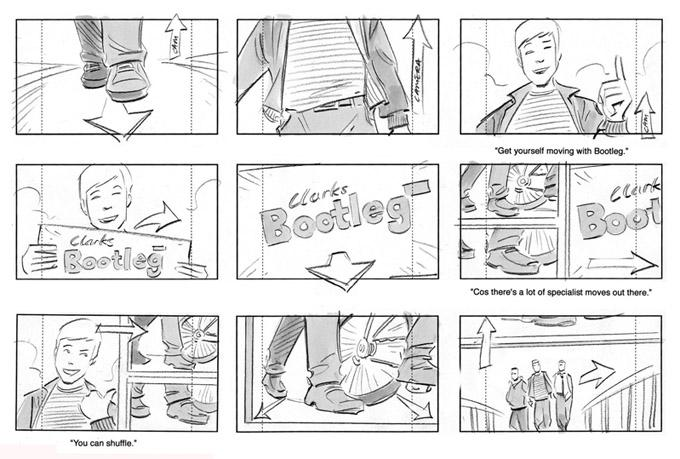 CAM
CAMERA
CAM
"Get yourself moving with Bootleg."
Clarks
Bootleg
Clarks
Bootleg
Clark
Boot
"Cos there's a lot of specialist moves out there."
"You can shuffle."